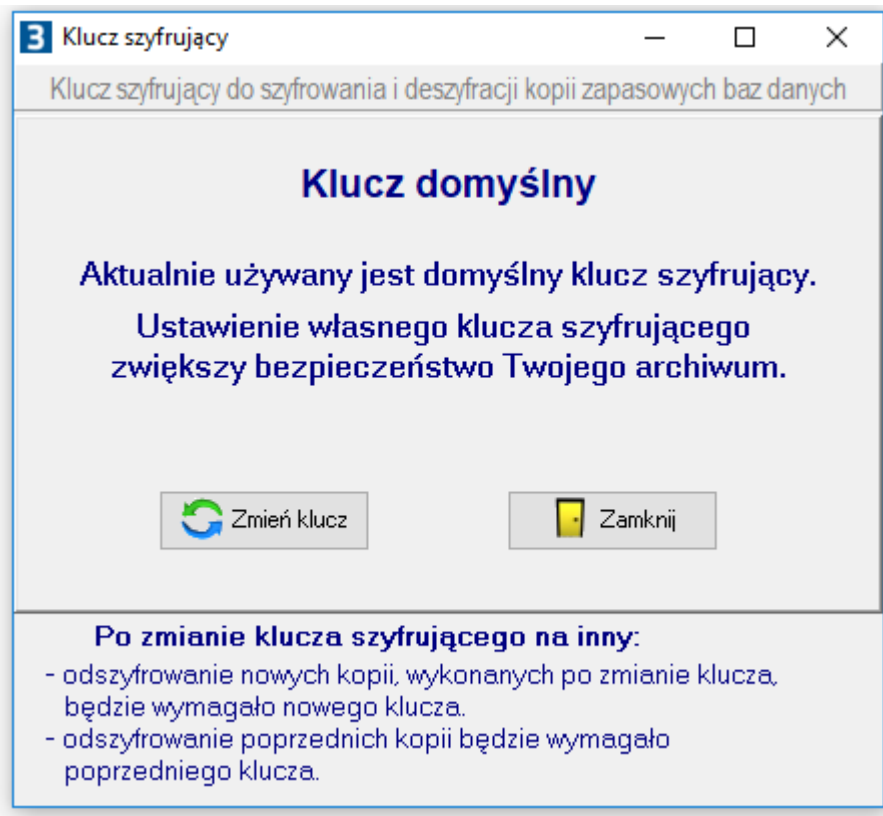 3 Klucz szyfrujący
Klucz szyfrujący do szyfrowania i deszyfracji kopii zapasowych baz danych
Klucz domyślny
Aktualnie używany jest domyślny klucz szyfrujący.
Ustawienie własnego klucza szyfrującego
zwiększy bezpieczeństwo Twojego archiwum.
Zmień klucz
Zamknij
Po zmianie klucza szyfrującego na inny:
- odszyfrowanie nowych kopii, wykonanych po zmianie klucza,
będzie wymagało nowego klucza.
- odszyfrowanie poprzednich kopii będzie wymagało
poprzedniego klucza.